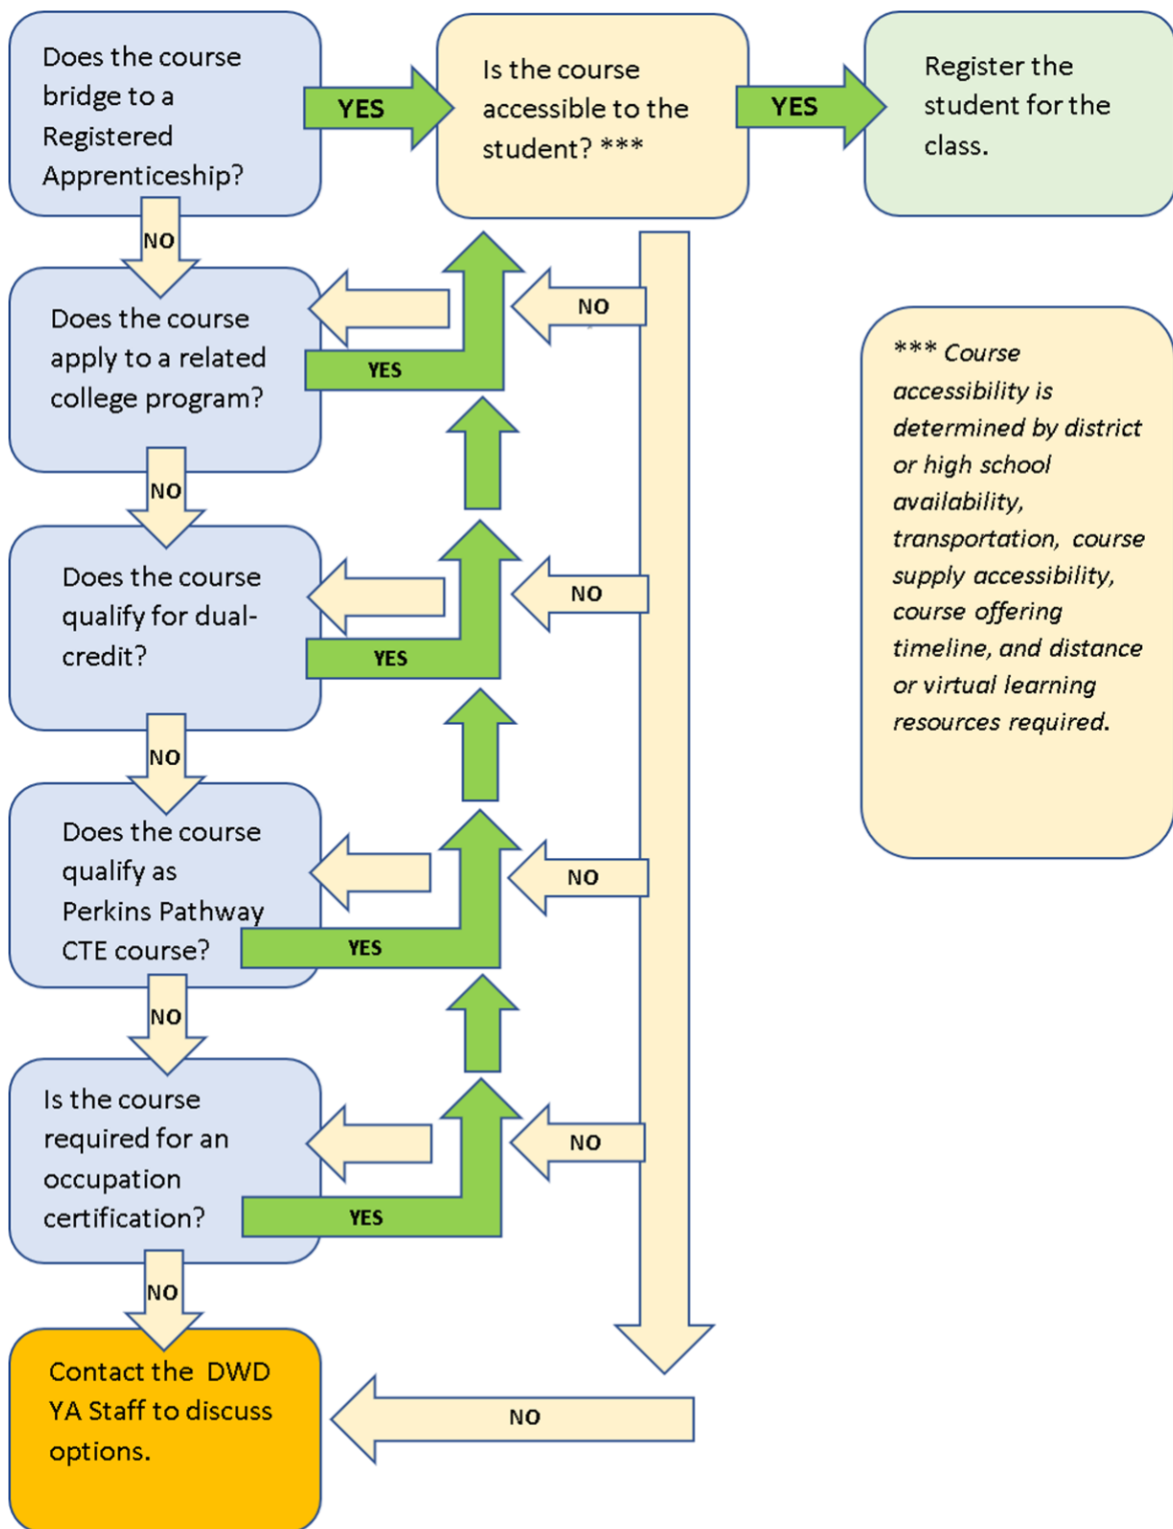 Does the course
bridge to a
Registered
Apprenticeship?
YES
Is the course
accessible to the
student? ***
YES
Register the
student for the
class.
NO
Does the course
apply to a related
college program?
NO
YES
*** Course
accessibility is
determined by district
or high school
availability,
transportation, course
supply accessibility,
course offering
timeline, and distance
or virtual learning
resources required.
NO
Does the course
qualify for dual-
credit?
NO
YES
NO
Does the course
qualify as
Perkins Pathway
CTE course?
NO
YES
NO
Is the course
required for an
occupation
certification?
NO
YES
NO
Contact the DWD
YA Staff to discuss
options.
NO